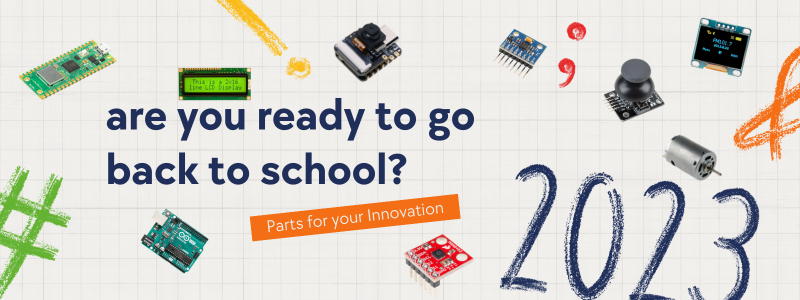 This is a 2x16
line LCD Display
are you ready to go
back to school?
Parts for your Innovation
2023